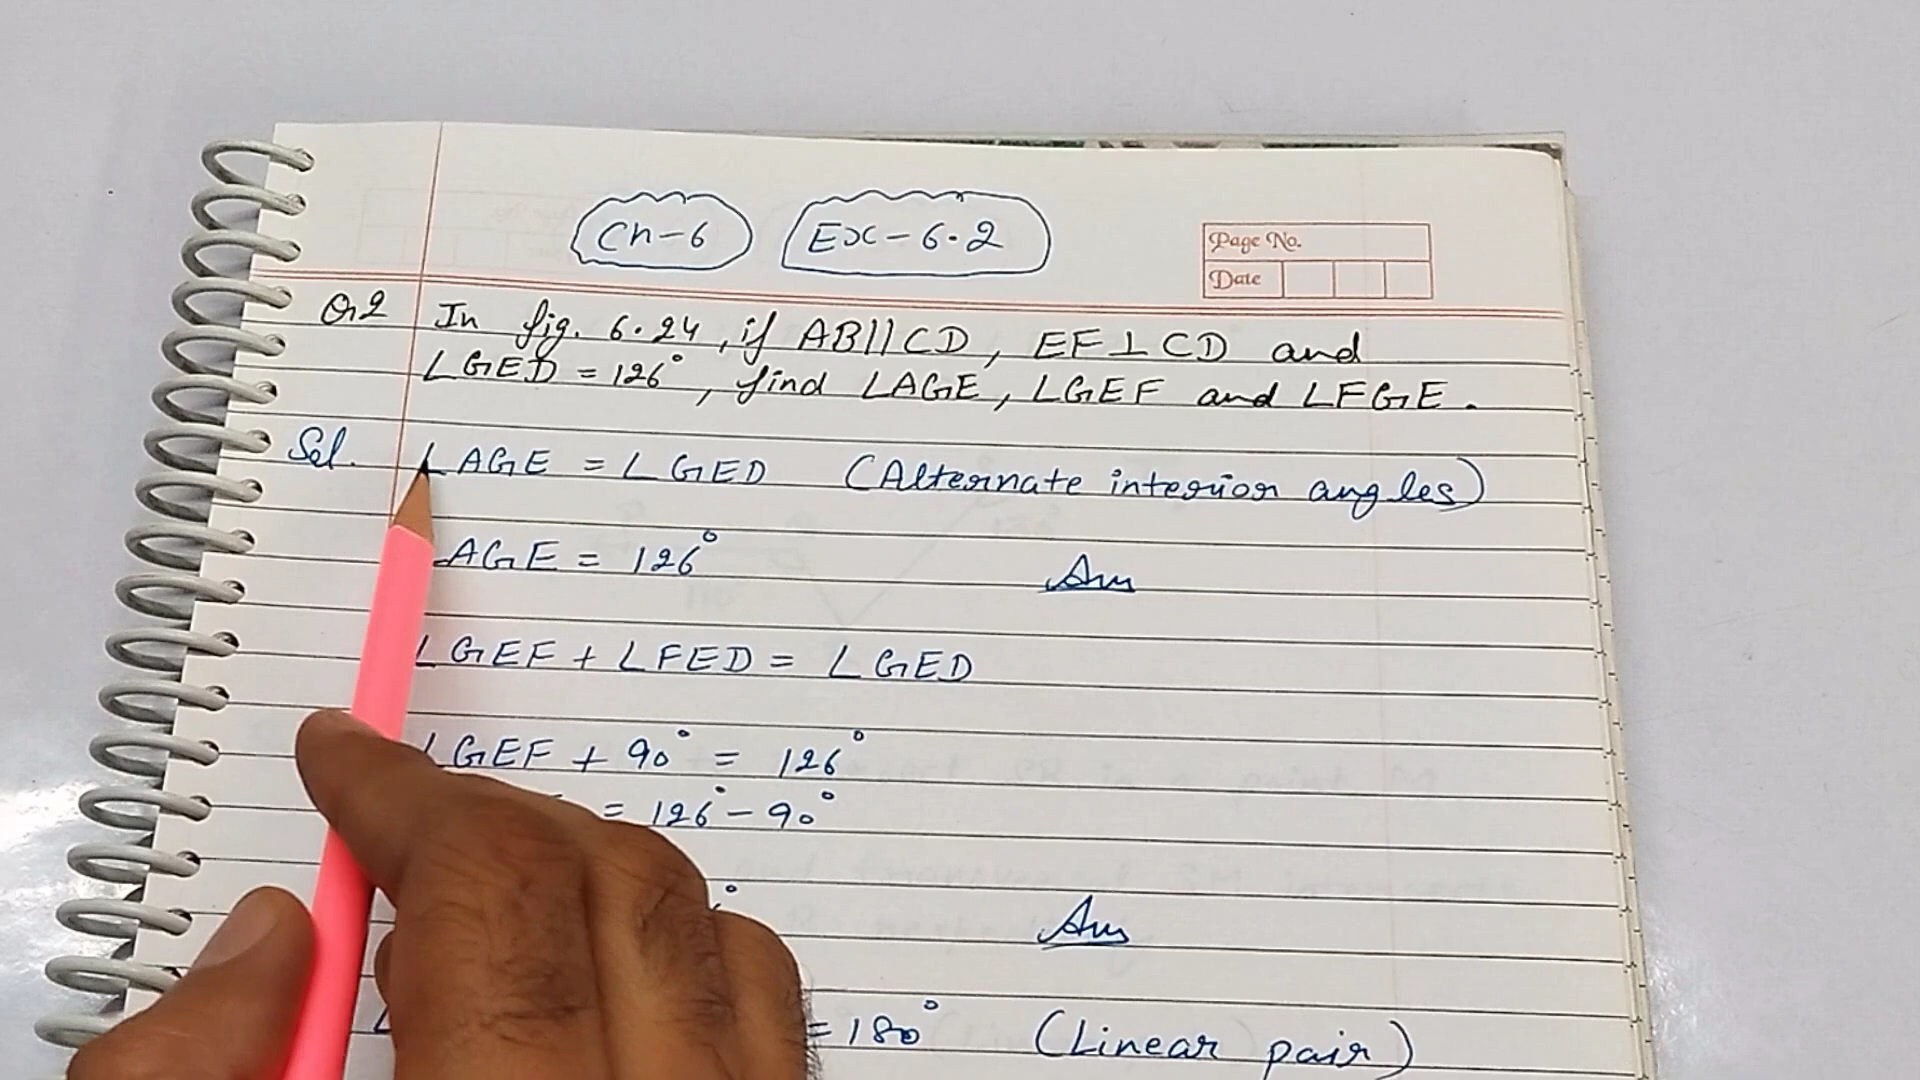 Ch-6 Ex-6.2
Page No.
Date
Q.2 In fig. 6.24, if AB||CD, EF⊥CD and
∠GED = 126°, find ∠AGE, ∠GEF and ∠FGE.
Sol. ∠AGE = ∠GED (Alternate interior angles)
AGE = 126° Ans
∠GEF + ∠FED = ∠GED
∠GEF + 90° = 126°
= 126° - 90°
Ans
= 180° (Linear pair)